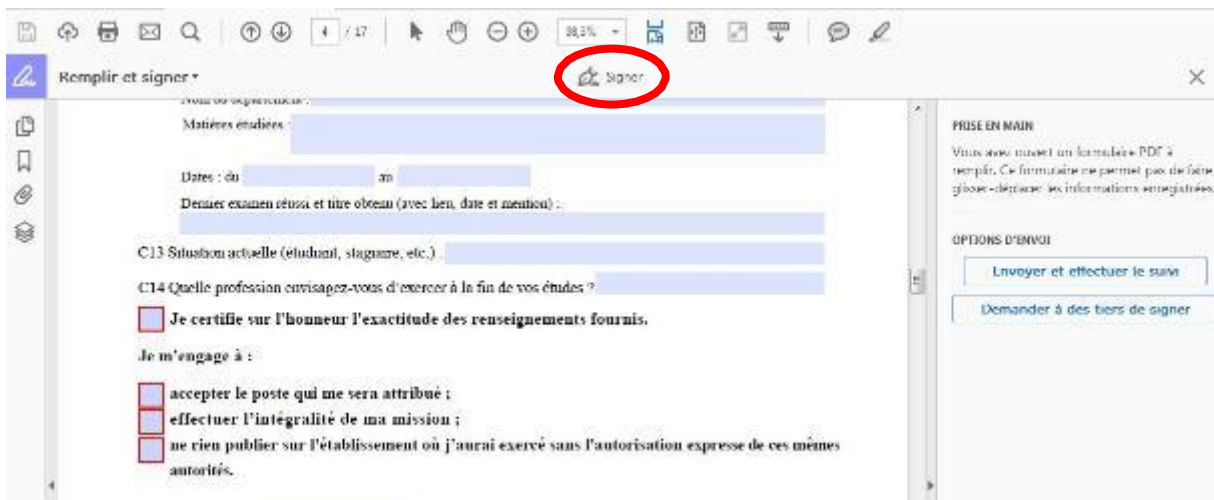 4 / 17
Remplir et signer
Signer
Matières étudiées :
Dates : du au
Dernier examen réussi et titre obtenu (avec lieu, date et mention) :
C13 Situation actuelle (étudiant, stagiaire, etc.) :
C14 Quelle profession envisagez-vous d'exercer à la fin de vos études ?
Je certifie sur l'honneur l'exactitude des renseignements fournis.
Je m'engage à :
accepter le poste qui me sera attribué ;
effectuer l'intégralité de ma mission ;
ne rien publier sur l'établissement où j'aurai exercé sans l'autorisation expresse de ces mêmes
autorités.
PRISE EN MAIN
Vous avez ouvert un formulaire PDF à
remplir. Ce formulaire ne permet pas de faire
glisser-déplacer les informations enregistrées.
OPTIONS D'ENVOI
Envoyer et effectuer le suivi
Demander à des tiers de signer